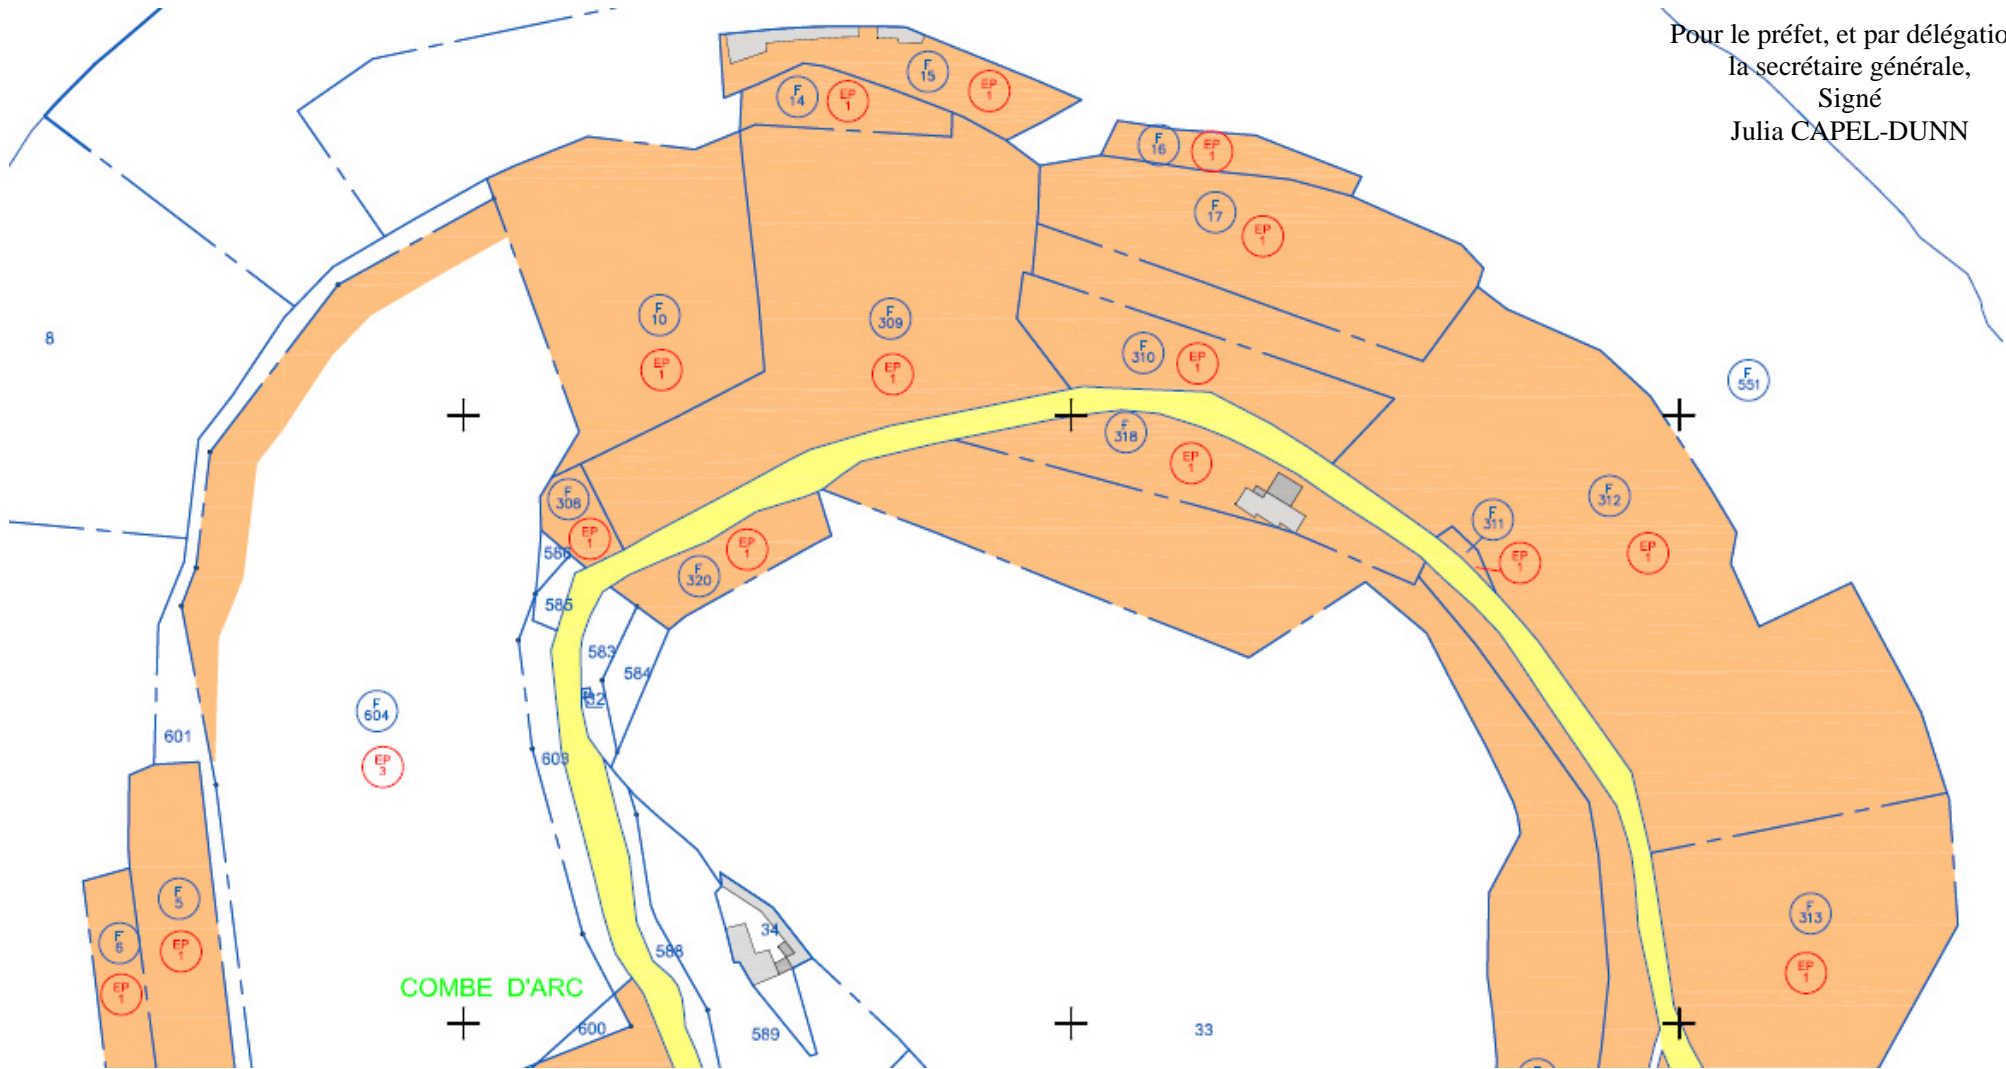 Pour le préfet, et par délégatio
la secrétaire générale,
Signé
Julia CAPEL-DUNN
F
15
EP
1
F
14
EP
1
F
16
EP
1
F
17
EP
1
F
10
EP
1
F
309
EP
1
F
310
EP
1
8
F
551
F
318
EP
1
F
308
EP
1
F
312
EP
1
F
311
EP
1
586
F
320
EP
1
585
583
584
32
F
604
EP
3
601
603
F
5
EP
1
F
6
EP
1
F
313
EP
1
34
588
COMBE D'ARC
600
589
33
F